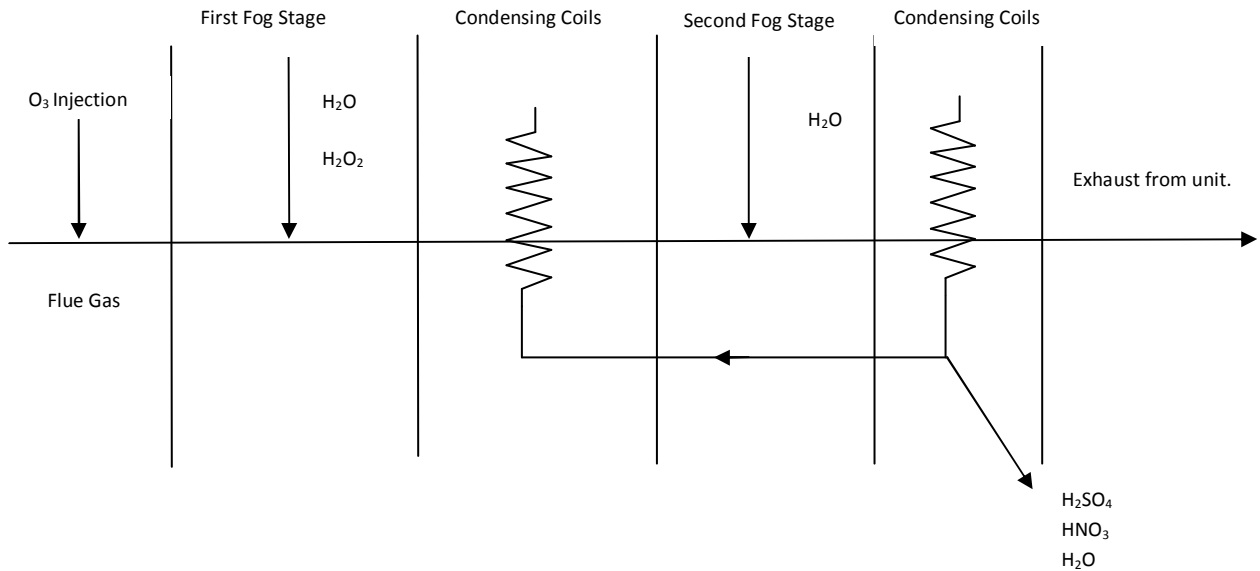 First Fog Stage
Condensing Coils
Second Fog Stage
Condensing Coils
O₃ Injection
H₂O
H₂O₂
H₂O
Exhaust from unit.
Flue Gas
H₂SO₄
HNO₃
H₂O